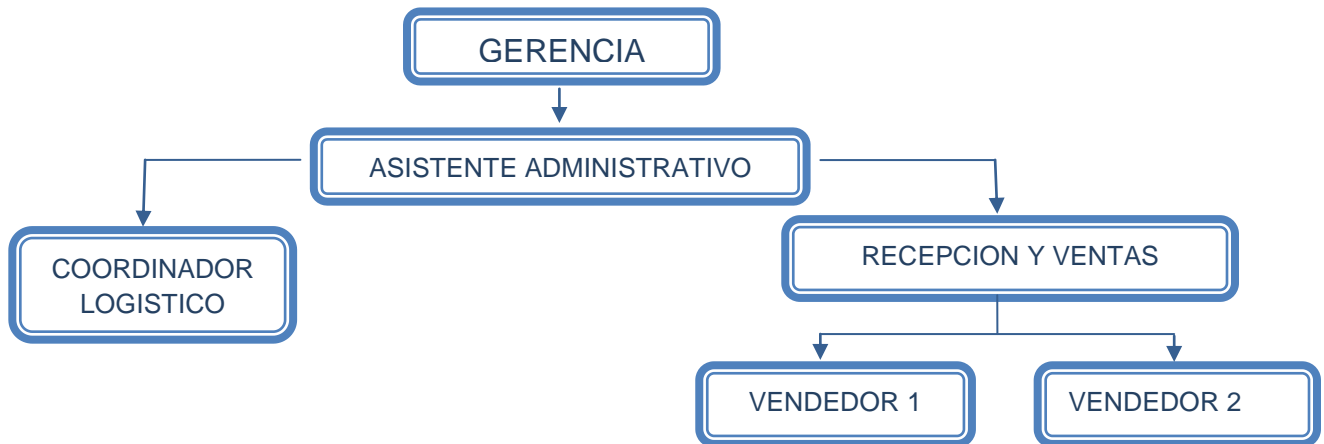 GERENCIA
ASISTENTE ADMINISTRATIVO
COORDINADOR
LOGISTICO
RECEPCION Y VENTAS
VENDEDOR 1
VENDEDOR 2